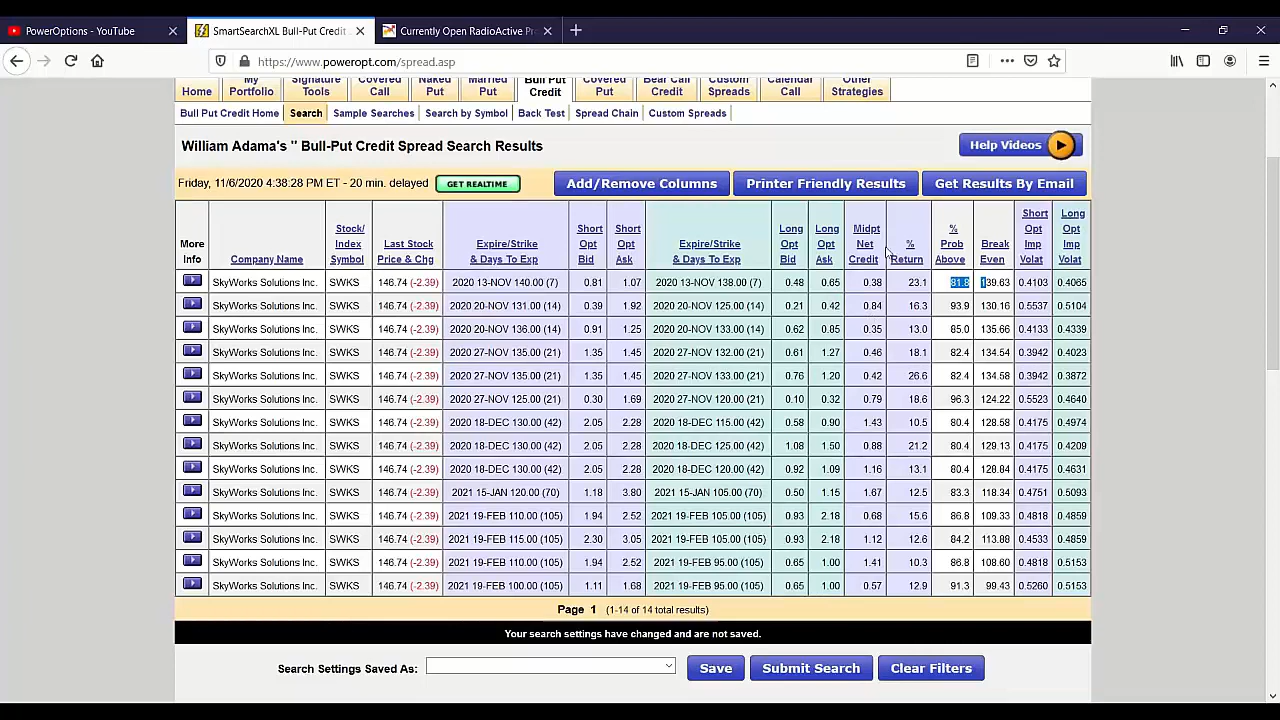 PowerOptions - YouTube
SmartSearchXL Bull-Put Credit
Currently Open RadioActive Pr
https://www.poweropt.com/spread.asp
Home
My Portfolio
Signature Tools
Covered Call
Naked Put
Married Put
Bull Put Credit
Covered Put
Bear Call Credit
Custom Spreads
Calendar Call
Other Strategies
Bull Put Credit Home | Search | Sample Searches | Search by Symbol | Back Test | Spread Chain | Custom Spreads |
William Adama's " Bull-Put Credit Spread Search Results
Help Videos
Friday, 11/6/2020 4:38:28 PM ET - 20 min. delayed GET REALTIME Add/Remove Columns Printer Friendly Results Get Results By Email
More Info Company Name Stock/ Index Symbol Last Stock Price & Chg Expire/Strike & Days To Exp Short Opt Bid Short Opt Ask Expire/Strike & Days To Exp Long Opt Bid Long Opt Ask Midpt Net Credit % Return % Prob Above Break Even Short Opt Imp Volat Long Opt Imp Volat
SkyWorks Solutions Inc. SWKS 146.74 (-2.39) 2020 13-NOV 140.00 (7) 0.81 1.07 2020 13-NOV 138.00 (7) 0.48 0.65 0.38 23.1 81.8 139.63 0.4103 0.4065
SkyWorks Solutions Inc. SWKS 146.74 (-2.39) 2020 20-NOV 131.00 (14) 0.39 1.92 2020 20-NOV 125.00 (14) 0.21 0.42 0.84 16.3 93.9 130.16 0.5537 0.5104
SkyWorks Solutions Inc. SWKS 146.74 (-2.39) 2020 20-NOV 136.00 (14) 0.91 1.25 2020 20-NOV 133.00 (14) 0.62 0.85 0.35 13.0 85.0 135.66 0.4133 0.4339
SkyWorks Solutions Inc. SWKS 146.74 (-2.39) 2020 27-NOV 135.00 (21) 1.35 1.45 2020 27-NOV 132.00 (21) 0.61 1.27 0.46 18.1 82.4 134.54 0.3942 0.4023
SkyWorks Solutions Inc. SWKS 146.74 (-2.39) 2020 27-NOV 135.00 (21) 1.35 1.45 2020 27-NOV 133.00 (21) 0.76 1.20 0.42 26.6 82.4 134.58 0.3942 0.3872
SkyWorks Solutions Inc. SWKS 146.74 (-2.39) 2020 27-NOV 125.00 (21) 0.30 1.69 2020 27-NOV 120.00 (21) 0.10 0.32 0.79 18.6 96.3 124.22 0.5523 0.4640
SkyWorks Solutions Inc. SWKS 146.74 (-2.39) 2020 18-DEC 130.00 (42) 2.05 2.28 2020 18-DEC 115.00 (42) 0.58 0.90 1.43 10.5 80.4 128.58 0.4175 0.4974
SkyWorks Solutions Inc. SWKS 146.74 (-2.39) 2020 18-DEC 130.00 (42) 2.05 2.28 2020 18-DEC 125.00 (42) 1.08 1.50 0.88 21.2 80.4 129.13 0.4175 0.4209
SkyWorks Solutions Inc. SWKS 146.74 (-2.39) 2020 18-DEC 130.00 (42) 2.05 2.28 2020 18-DEC 120.00 (42) 0.92 1.09 1.16 13.1 80.4 128.84 0.4175 0.4631
SkyWorks Solutions Inc. SWKS 146.74 (-2.39) 2021 15-JAN 120.00 (70) 1.18 3.80 2021 15-JAN 105.00 (70) 0.50 1.15 1.67 12.5 83.3 118.34 0.4751 0.5093
SkyWorks Solutions Inc. SWKS 146.74 (-2.39) 2021 19-FEB 110.00 (105) 1.94 2.52 2021 19-FEB 105.00 (105) 0.93 2.18 0.68 15.6 86.8 109.33 0.4818 0.4859
SkyWorks Solutions Inc. SWKS 146.74 (-2.39) 2021 19-FEB 115.00 (105) 2.30 3.05 2021 19-FEB 105.00 (105) 0.93 2.18 1.12 12.6 84.2 113.88 0.4533 0.4859
SkyWorks Solutions Inc. SWKS 146.74 (-2.39) 2021 19-FEB 110.00 (105) 1.94 2.52 2021 19-FEB 95.00 (105) 0.65 1.00 1.41 10.3 86.8 108.60 0.4818 0.5153
SkyWorks Solutions Inc. SWKS 146.74 (-2.39) 2021 19-FEB 100.00 (105) 1.11 1.68 2021 19-FEB 95.00 (105) 0.65 1.00 0.57 12.9 91.3 99.43 0.5260 0.5153
Page 1 (1-14 of 14 total results)
Your search settings have changed and are not saved.
Search Settings Saved As: Save Submit Search Clear Filters